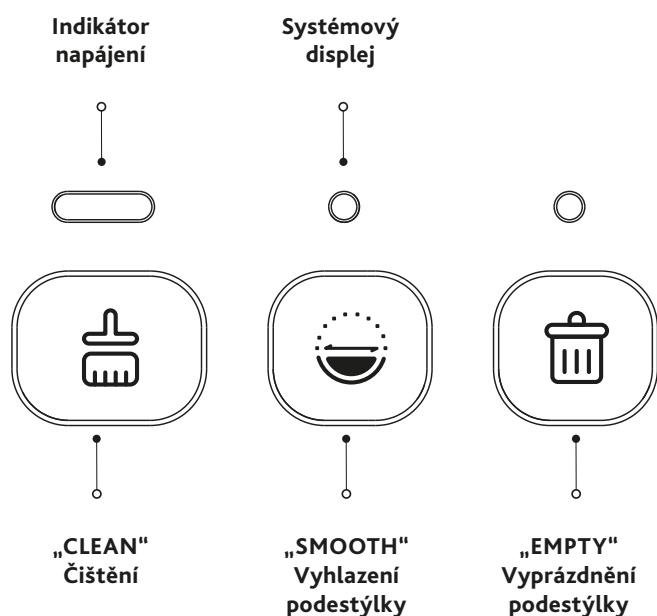 Indikátor
napájení
Systémový
displej
„CLEAN“
Čištění
„SMOOTH“
Vyhlazení
podestýlky
„EMPTY“
Vyprázdnění
podestýlky